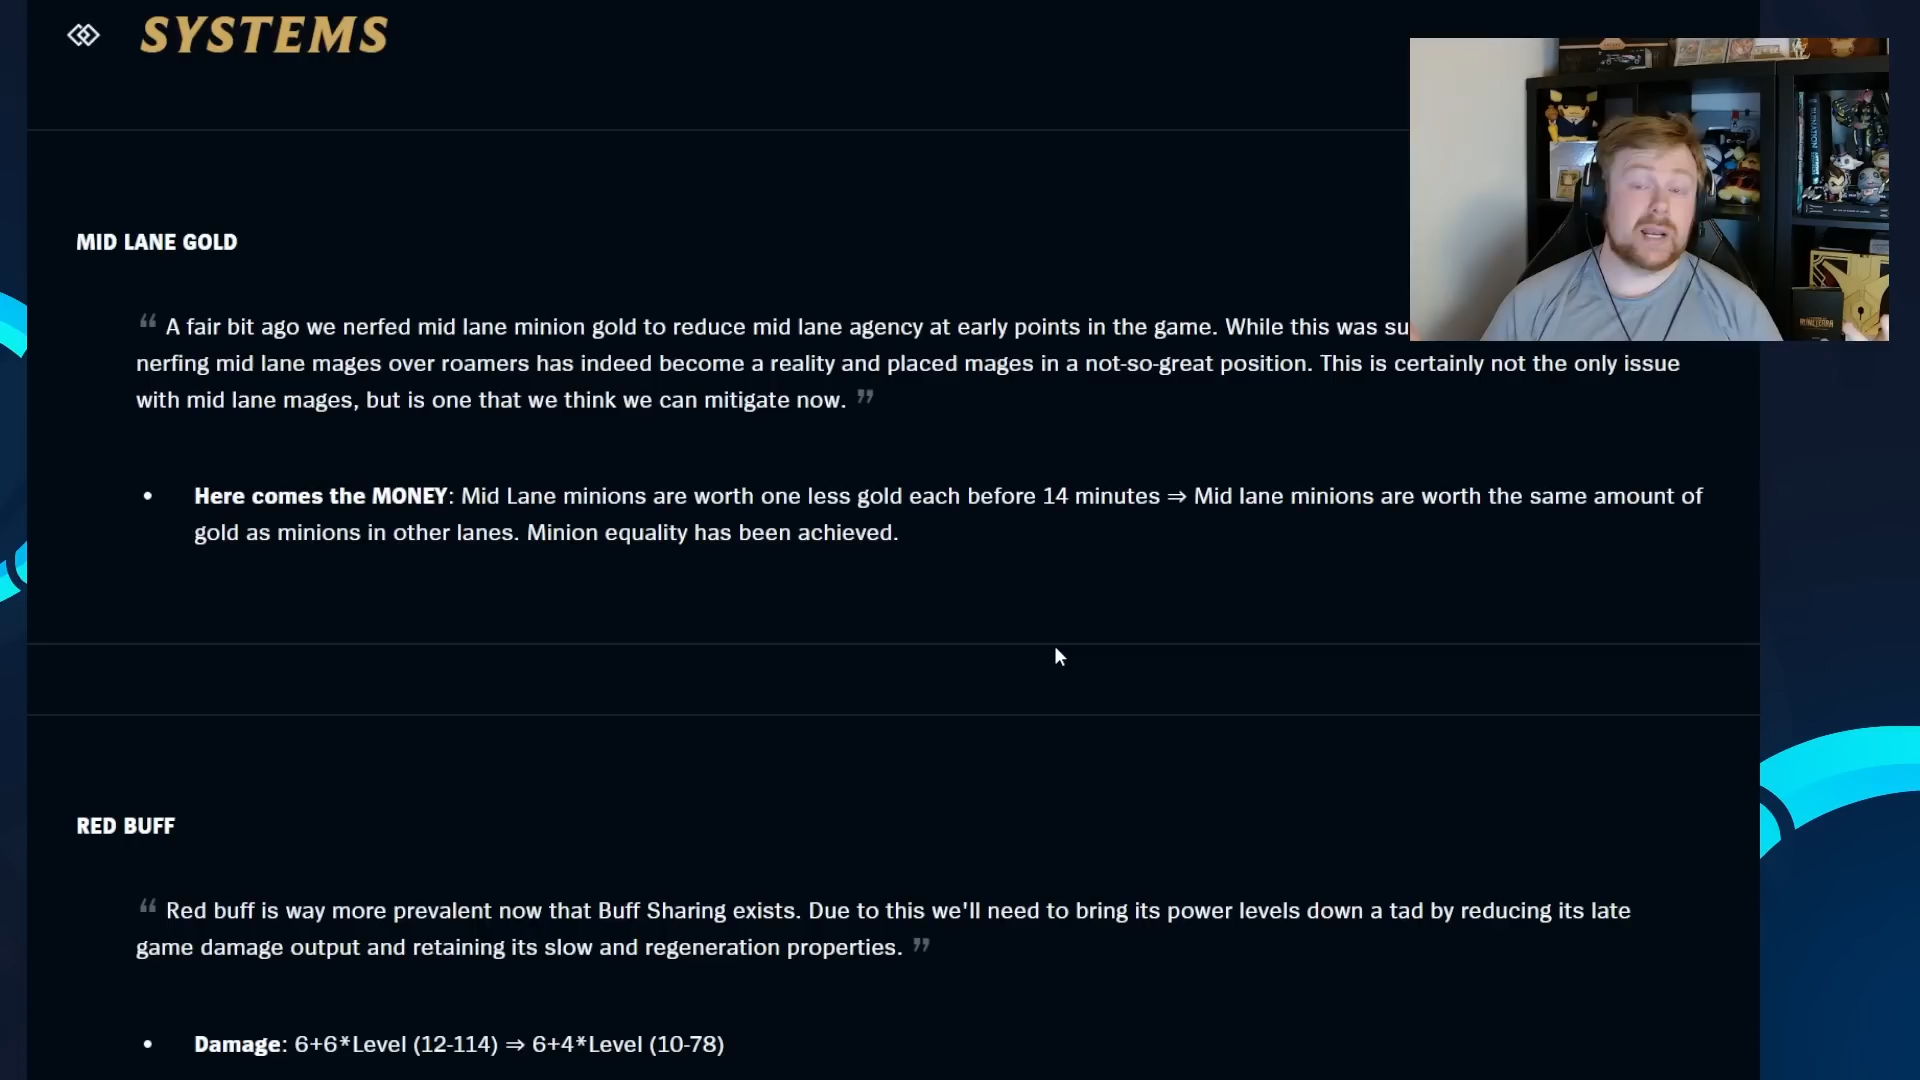 SYSTEMS
MID LANE GOLD
“ A fair bit ago we nerfed mid lane minion gold to reduce mid lane agency at early points in the game. While this was su
nerfing mid lane mages over roamers has indeed become a reality and placed mages in a not-so-great position. This is certainly not the only issue
with mid lane mages, but is one that we think we can mitigate now. ”
• Here comes the MONEY: Mid Lane minions are worth one less gold each before 14 minutes ⇒ Mid lane minions are worth the same amount of
gold as minions in other lanes. Minion equality has been achieved.
RED BUFF
“ Red buff is way more prevalent now that Buff Sharing exists. Due to this we'll need to bring its power levels down a tad by reducing its late
game damage output and retaining its slow and regeneration properties. ”
• Damage: 6+6*Level (12-114) ⇒ 6+4*Level (10-78)